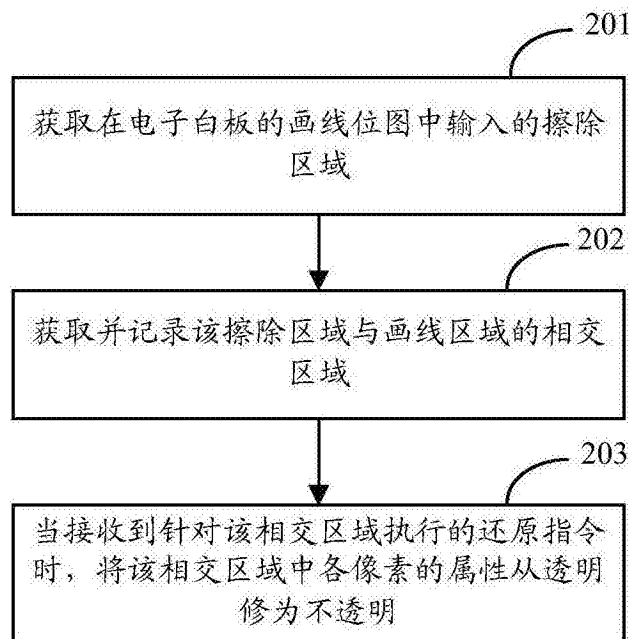 201
获取在电子白板的画线位图中输入的擦除
区域
202
获取并记录该擦除区域与画线区域的相交
区域
203
当接收到针对该相交区域执行的还原指令
时，将该相交区域中各像素的属性从透明
修为不透明